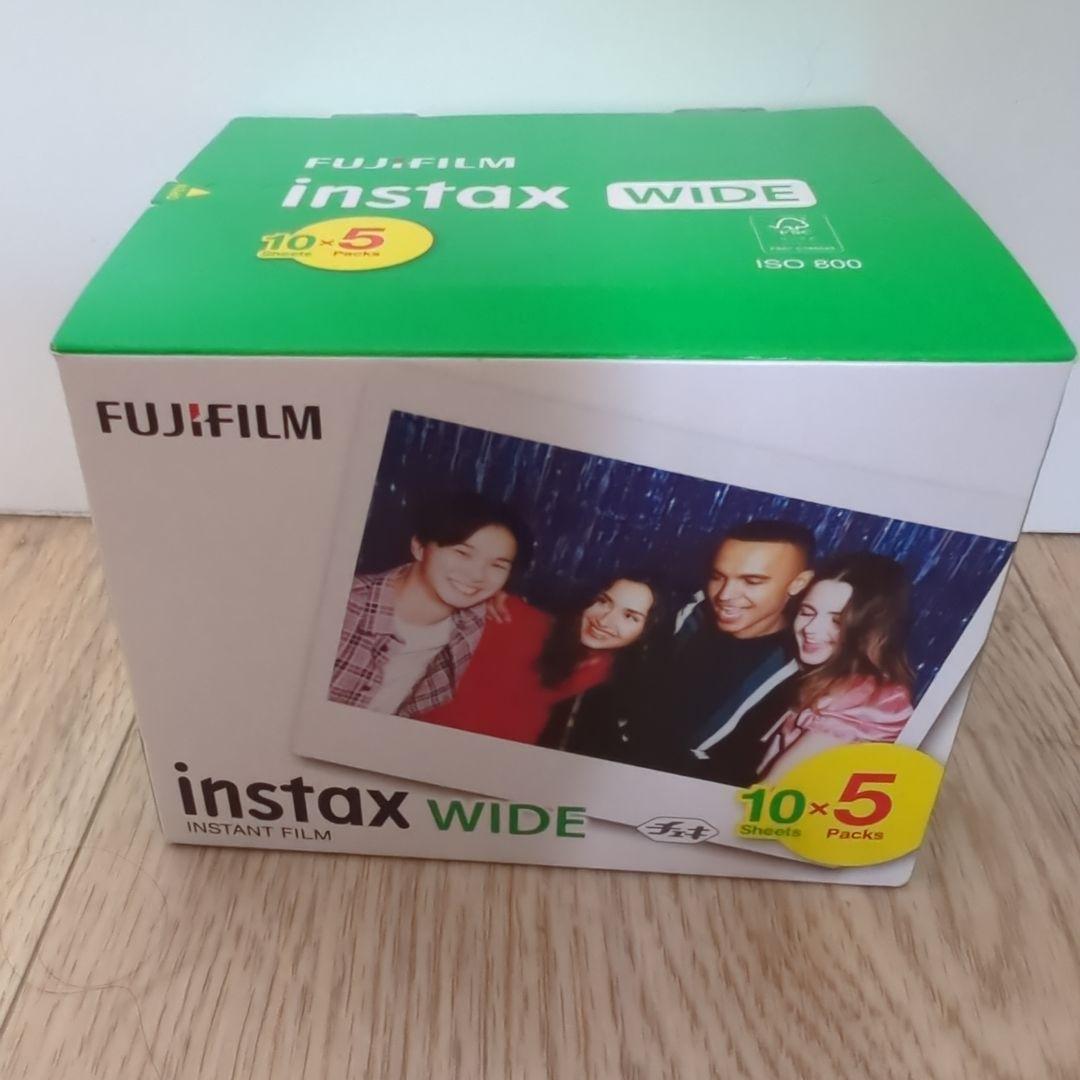 FUJIFILM
instax WIDE
10 Sheets × 5 Packs
FSC
ISO 800
FUJIFILM
instax WIDE
INSTANT FILM
チェキ
10 Sheets × 5 Packs